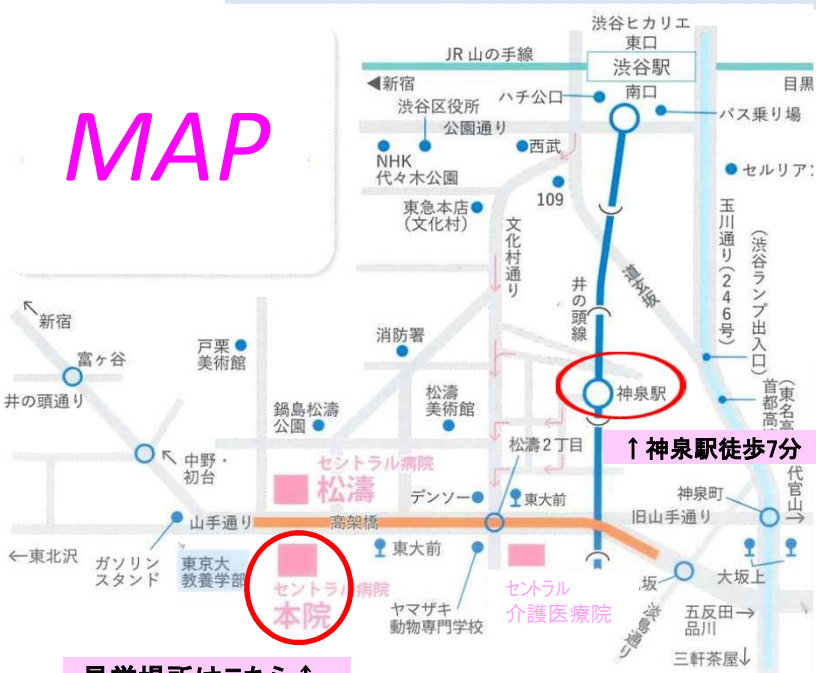 渋谷ヒカリエ
東口
JR 山の手線
渋谷駅
◀新宿
目黒
ハチ公口
南口
渋谷区役所
バス乗り場
公園通り
西武
NHK
代々木公園
セルリア
109
東急本店
(文化村)
MAP
文化村通り
玉川通り(246号)
(渋谷ランプ出入口)
道玄坂
井の頭線
↖新宿
消防署
戸栗
美術館
富ヶ谷
神泉駅
井の頭通り
松濤
美術館
鍋島松濤
公園
首都高
(東名高
↑神泉駅徒歩7分
松濤2丁目
↖中野・
初台
セントラル病院
松濤
代官山
→
デンソー
東大前
神泉町
山手通り
高架橋
旧山手通り
←東北沢
ガソリン
スタンド
東京大
教養学部
東大前
セントラル病院
本院
セントラル
介護医療院
坂
大坂上
ヤマザキ
動物専門学校
淡島通り
五反田→
品川
三軒茶屋↓
見学場所はこちら↑